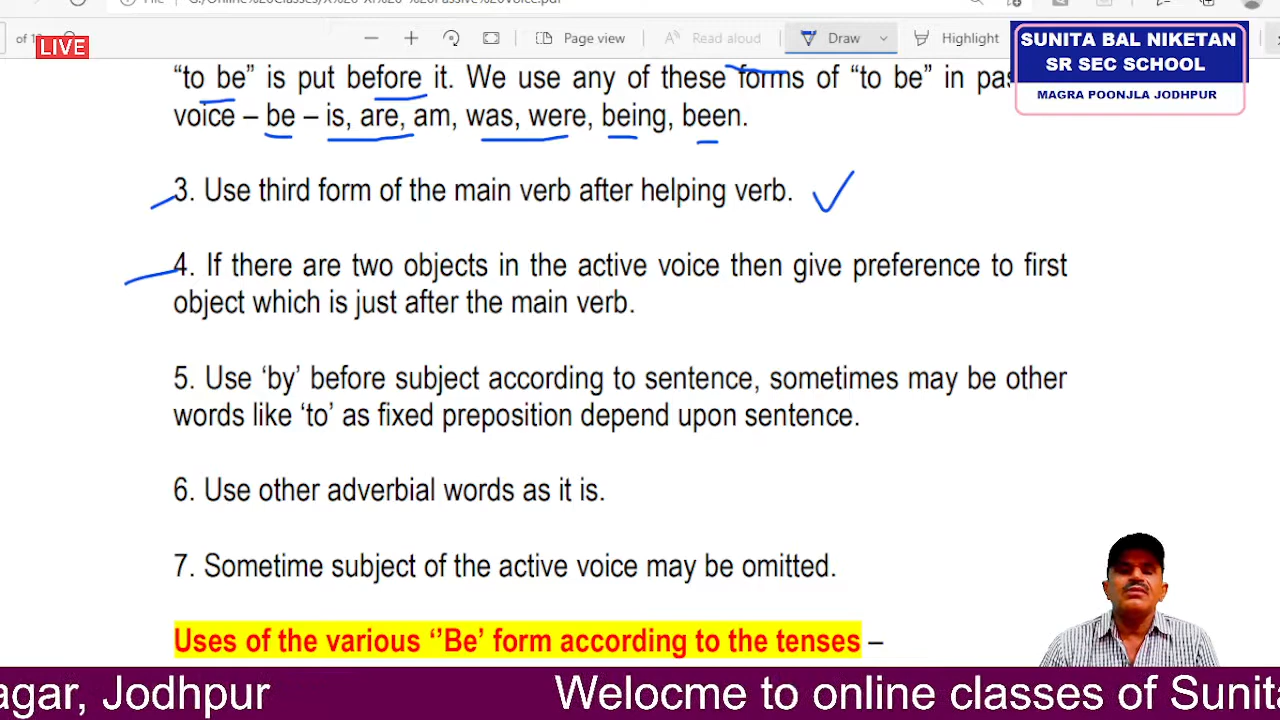 of 1
Page view
Read aloud
Draw
Highlight
LIVE
SUNITA BAL NIKETAN
SR SEC SCHOOL
MAGRA POONJLA JODHPUR
“to be” is put before it. We use any of these forms of “to be” in pas
voice – be – is, are, am, was, were, being, been.
3. Use third form of the main verb after helping verb.
4. If there are two objects in the active voice then give preference to first
object which is just after the main verb.
5. Use ‘by’ before subject according to sentence, sometimes may be other
words like ‘to’ as fixed preposition depend upon sentence.
6. Use other adverbial words as it is.
7. Sometime subject of the active voice may be omitted.
Uses of the various ‘’Be’ form according to the tenses –
agar, Jodhpur Welocme to online classes of Sunita